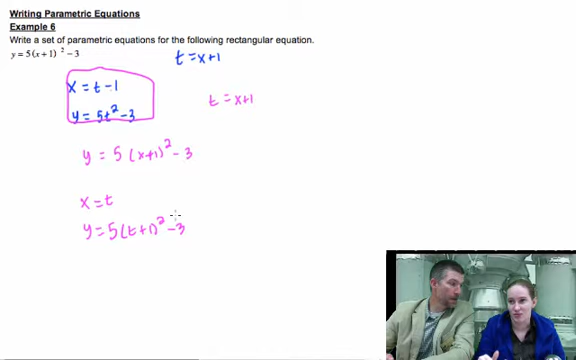 Writing Parametric Equations
Example 6
Write a set of parametric equations for the following rectangular equation.
y = 5(x+1)² − 3
t = x+1
x = t −1
y = 5t² −3
t = x+1
y = 5 (x+1)² − 3
x = t
y = 5(t+1)² −3